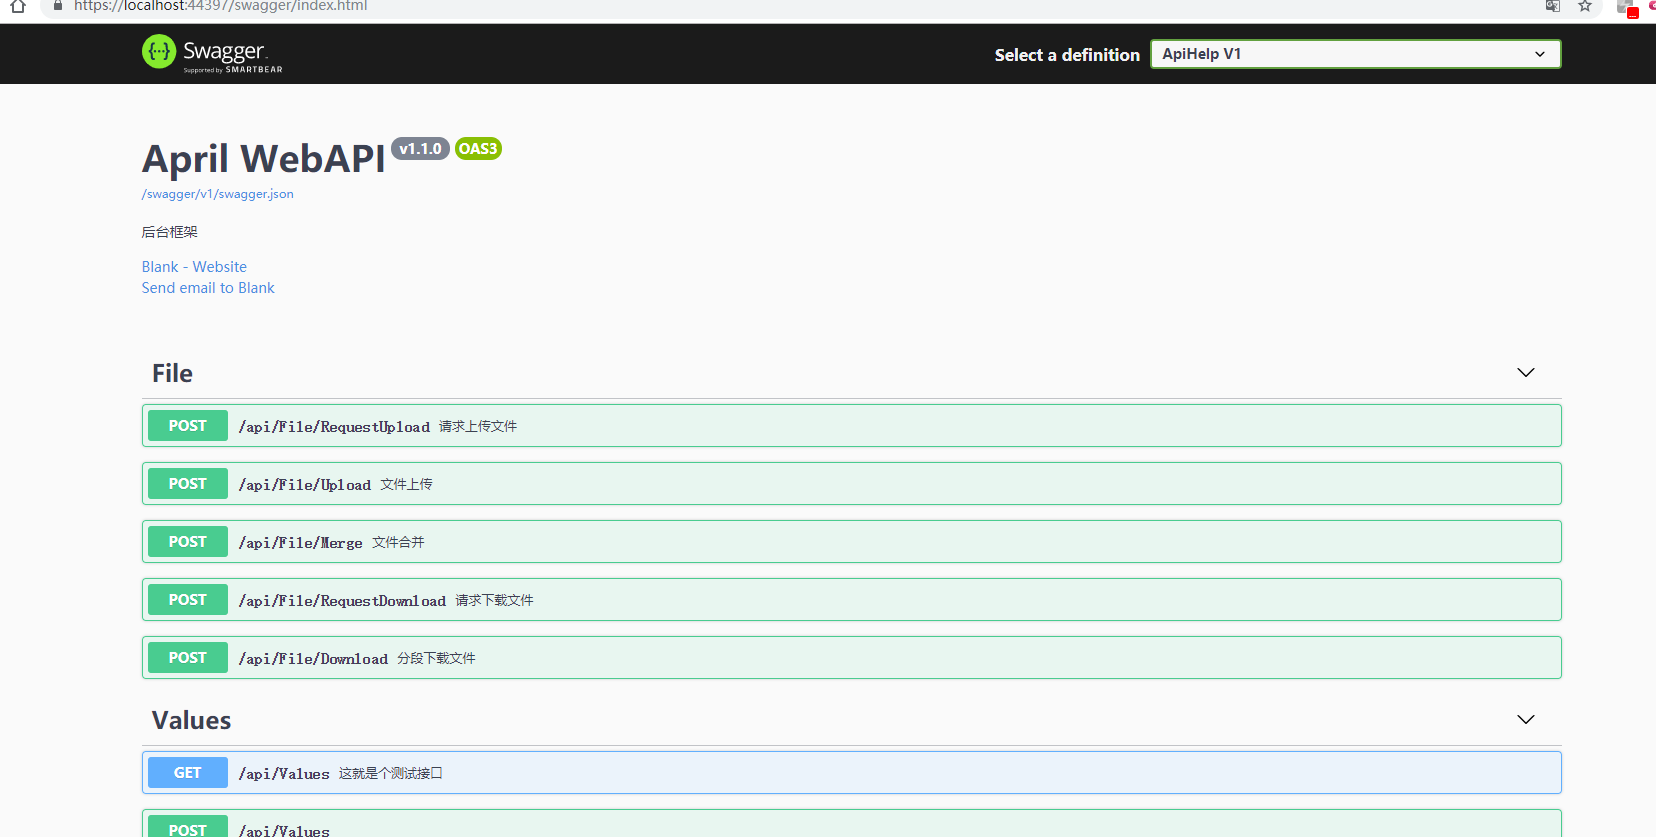 https://localhost:44397/swagger/index.html
{···} Swagger
Supported by SMARTBEAR
Select a definition
ApiHelp V1
April WebAPI v1.1.0 OAS3
/swagger/v1/swagger.json
后台框架
Blank - Website
Send email to Blank
File
POST /api/File/RequestUpload 请求上传文件
POST /api/File/Upload 文件上传
POST /api/File/Merge 文件合并
POST /api/File/RequestDownload 请求下载文件
POST /api/File/Download 分段下载文件
Values
GET /api/Values 这就是个测试接口
POST /api/Values